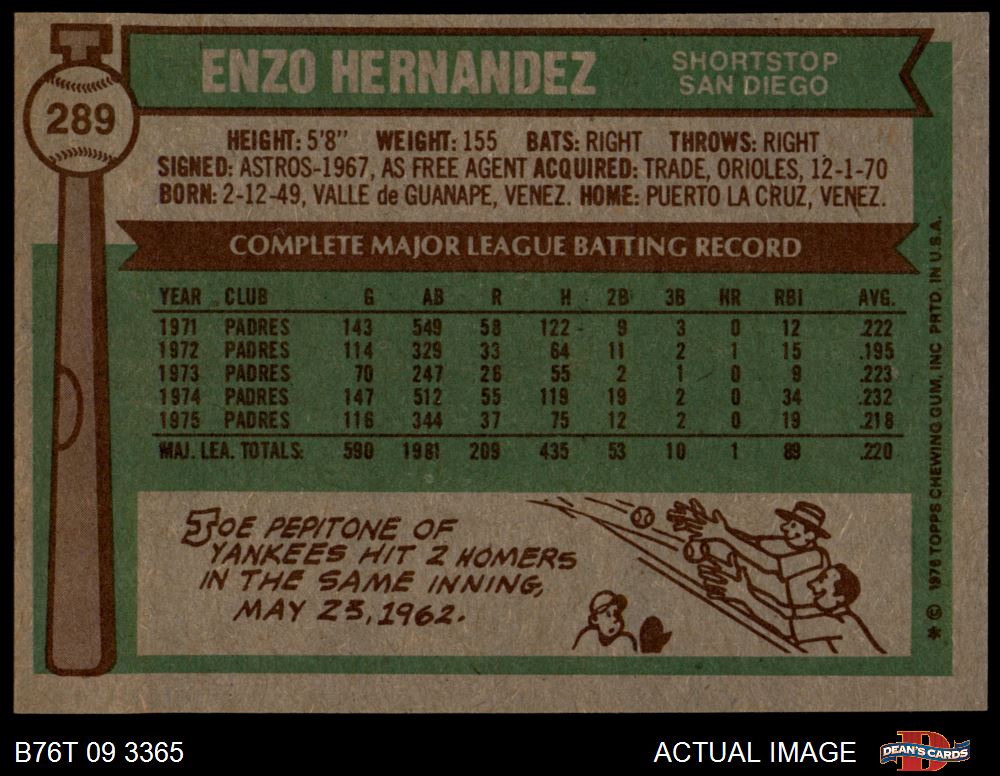 ENZO HERNANDEZ
SHORTSTOP
SAN DIEGO
289
HEIGHT: 5'8" WEIGHT: 155 BATS: RIGHT THROWS: RIGHT
SIGNED: ASTROS-1967, AS FREE AGENT ACQUIRED: TRADE, ORIOLES, 12-1-70
BORN: 2-12-49, VALLE de GUANAPE, VENEZ. HOME: PUERTO LA CRUZ, VENEZ.
COMPLETE MAJOR LEAGUE BATTING RECORD
YEAR CLUB G AB R H 2B 3B HR RBI AVG.
1971 PADRES 143 549 58 122 9 3 0 12 .222
1972 PADRES 114 329 33 64 11 2 1 15 .195
1973 PADRES 70 247 26 55 2 1 0 9 .223
1974 PADRES 147 512 55 119 19 2 0 34 .232
1975 PADRES 116 344 37 75 12 2 0 19 .218
MAJ. LEA. TOTALS: 590 1981 209 435 53 10 1 89 .220
JOE PEPITONE OF
YANKEES HIT 2 HOMERS
IN THE SAME INNING,
MAY 23, 1962.
* © 1976 TOPPS CHEWING GUM, INC PRTD. IN U.S.A.
B76T 09 3365
ACTUAL IMAGE
D
DEAN'S CARDS